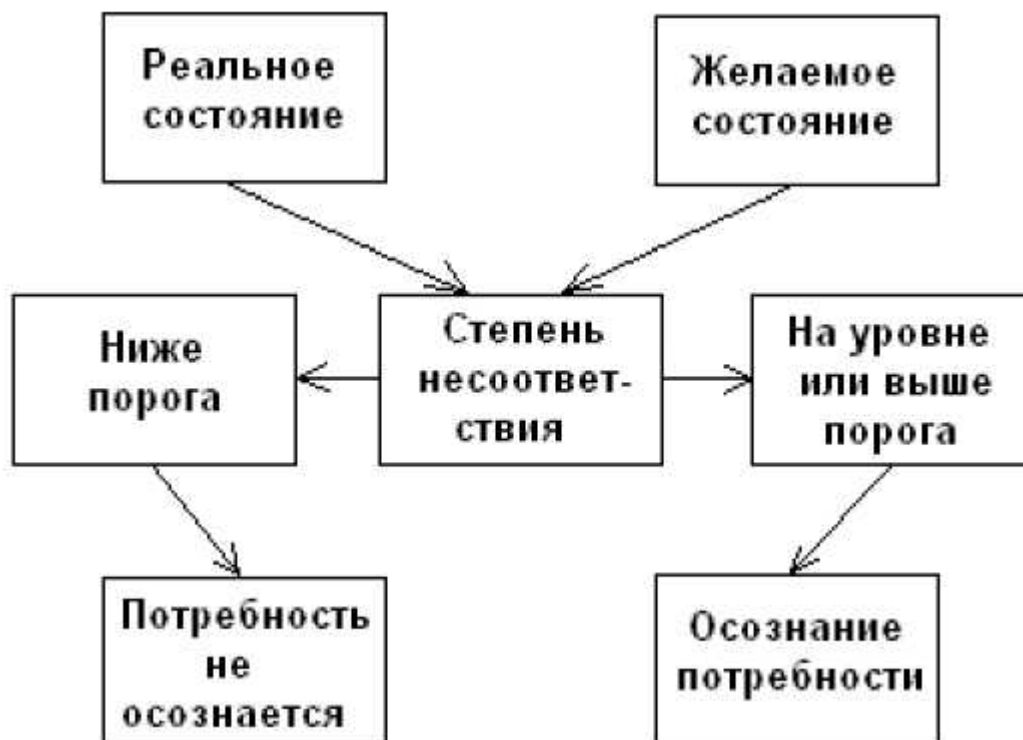 Реальное
состояние
Желаемое
состояние
Ниже
порога
Степень
несоответ-
ствия
На уровне
или выше
порога
Потребность
не
осознается
Осознание
потребности